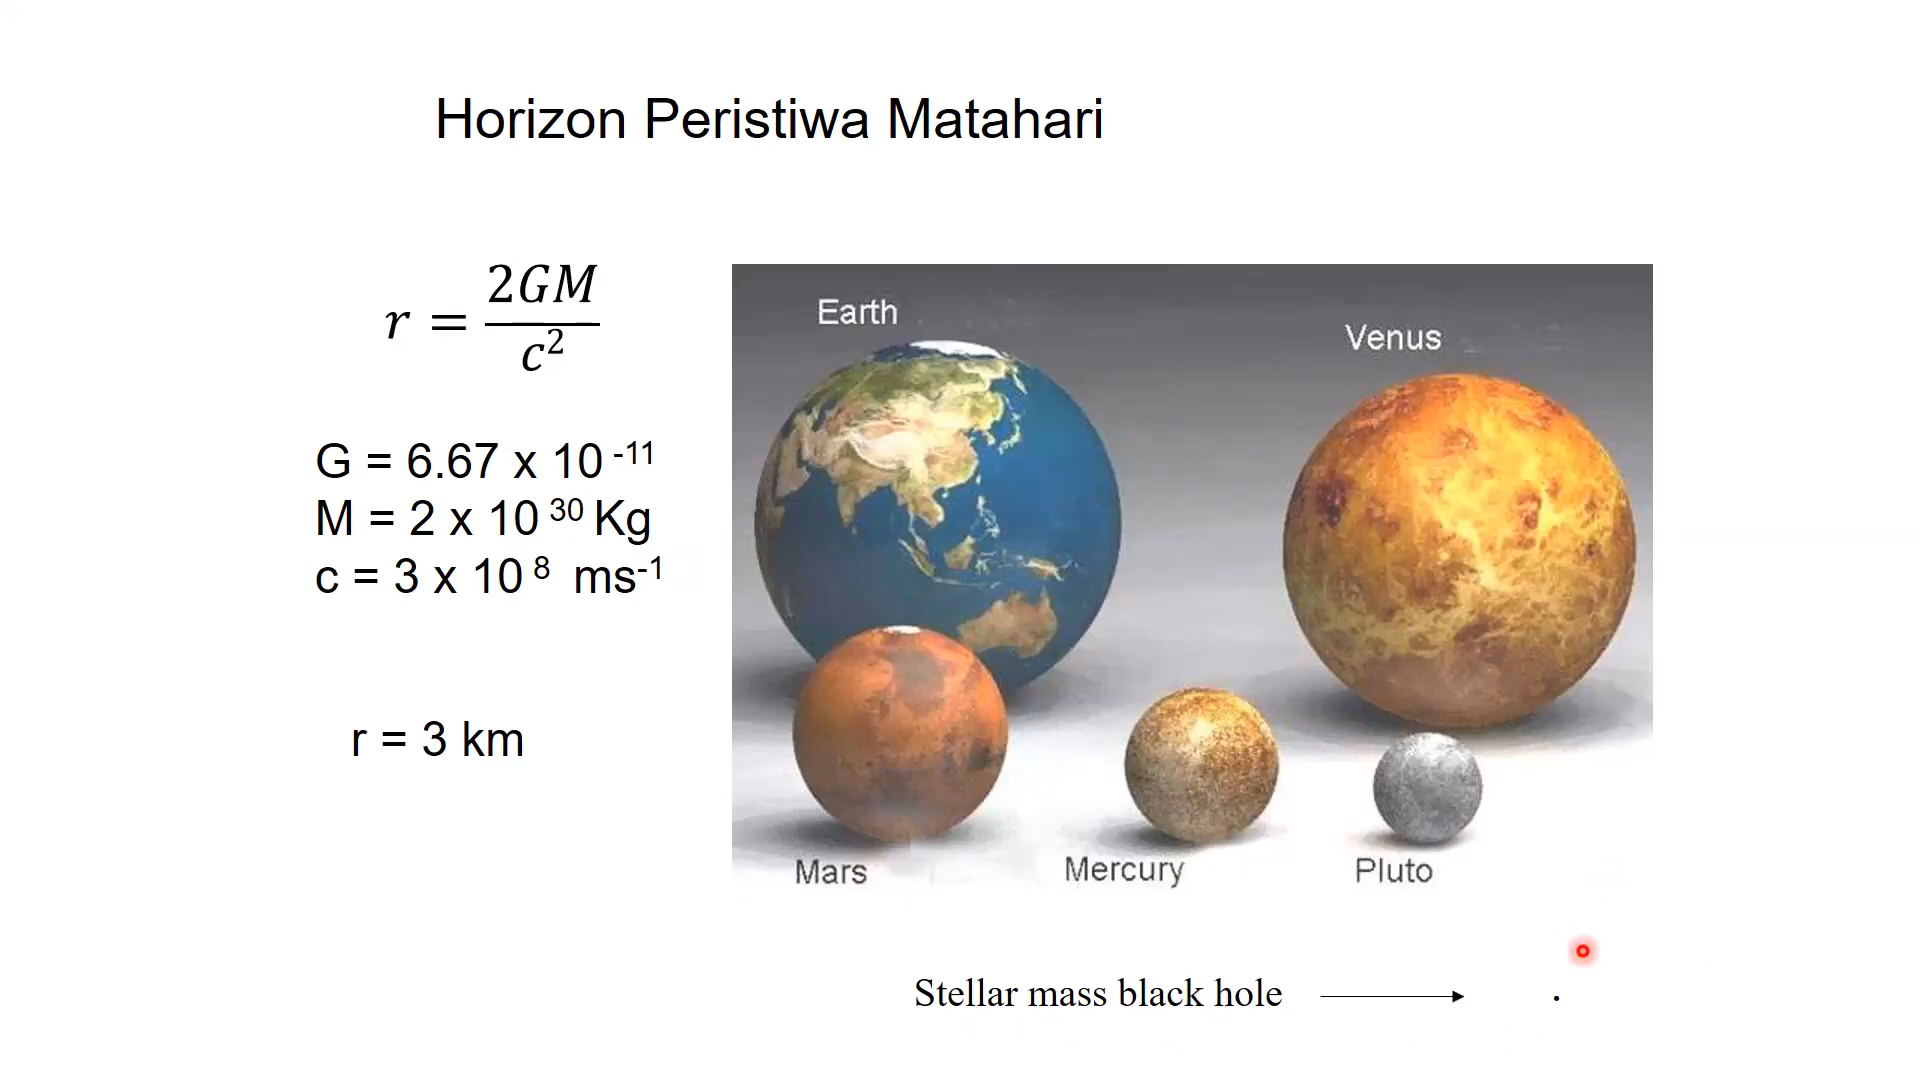 Horizon Peristiwa Matahari
r = 2GM / c²
G = 6.67 x 10 ⁻¹¹
M = 2 x 10 ³⁰ Kg
c = 3 x 10 ⁸ ms⁻¹
r = 3 km
Earth
Venus
Mars
Mercury
Pluto
Stellar mass black hole